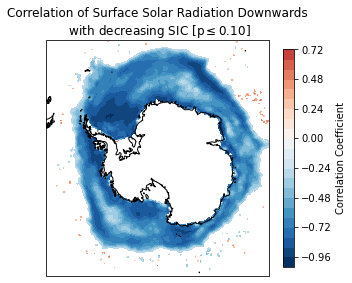 Correlation of Surface Solar Radiation Downwards
with decreasing SIC [p ≤ 0.10]
0.72
0.48
0.24
0.00
−0.24
−0.48
−0.72
−0.96
Correlation Coefficient